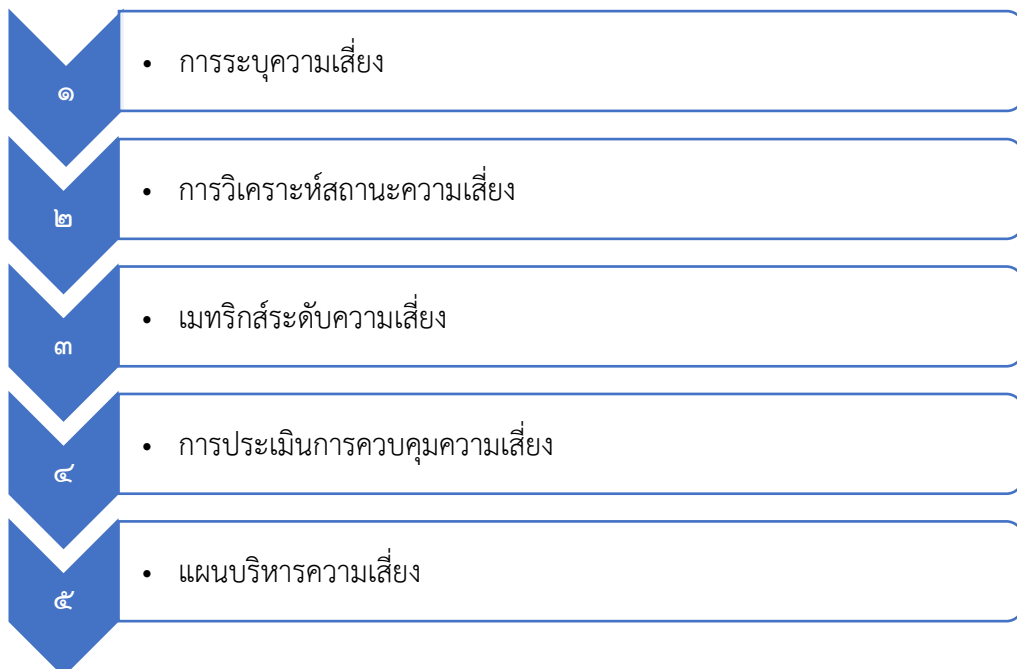 ๑
• การระบุความเสี่ยง
๒
• การวิเคราะห์สถานะความเสี่ยง
๓
• เมทริกส์ระดับความเสี่ยง
๔
• การประเมินการควบคุมความเสี่ยง
๕
• แผนบริหารความเสี่ยง